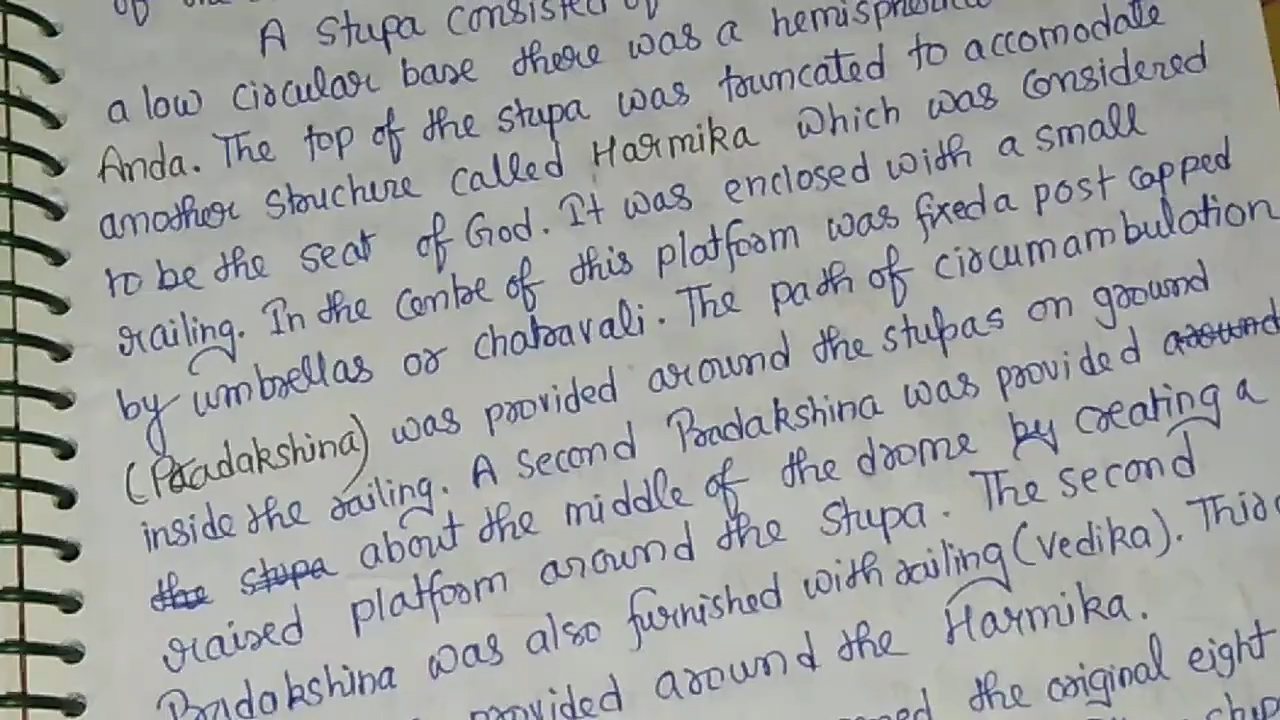 of the
A Stupa consisted of
a low circular base there was a hemispherical
Anda. The top of the stupa was truncated to accomodate
another structure called Harmika which was considered
to be the seat of God. It was enclosed with a small
railing. In the centre of this platform was fixed a post capped
by umbrellas or chatravali. The path of circumambulation
(Pradakshina) was provided around the stupas on ground
inside the railing. A second Pradakshina was provided around
the stupa about the middle of the drome by creating a
raised platform around the stupa. The second
Pradakshina was also furnished with railing (vedika). Third
provided around the Harmika.
the original eight